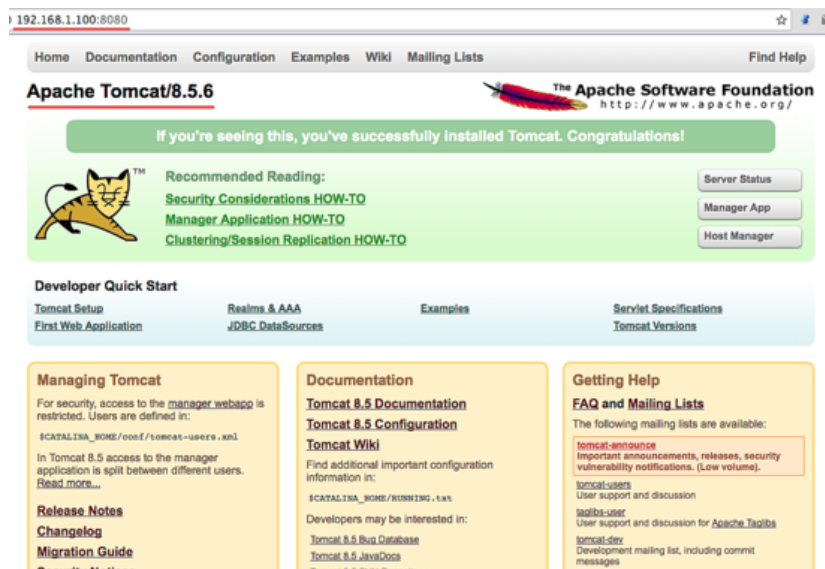 192.168.1.100:8080
Home Documentation Configuration Examples Wiki Mailing Lists Find Help
Apache Tomcat/8.5.6
The Apache Software Foundation
http://www.apache.org/
If you're seeing this, you've successfully installed Tomcat. Congratulations!
TM
Recommended Reading:
Security Considerations HOW-TO
Manager Application HOW-TO
Clustering/Session Replication HOW-TO
Server Status
Manager App
Host Manager
Developer Quick Start
Tomcat Setup
First Web Application
Realms & AAA
JDBC DataSources
Examples
Servlet Specifications
Tomcat Versions
Managing Tomcat
For security, access to the manager webapp is
restricted. Users are defined in:
$CATALINA_HOME/conf/tomcat-users.xml
In Tomcat 8.5 access to the manager
application is split between different users.
Read more...
Release Notes
Changelog
Migration Guide
Security Notices
Documentation
Tomcat 8.5 Documentation
Tomcat 8.5 Configuration
Tomcat Wiki
Find additional important configuration
information in:
$CATALINA_HOME/RUNNING.txt
Developers may be interested in:
Tomcat 8.5 Bug Database
Tomcat 8.5 JavaDocs
Getting Help
FAQ and Mailing Lists
The following mailing lists are available:
tomcat-announce
Important announcements, releases, security
vulnerability notifications. (Low volume).
tomcat-users
User support and discussion
taglibs-user
User support and discussion for Apache Taglibs
tomcat-dev
Development mailing list, including commit
messages